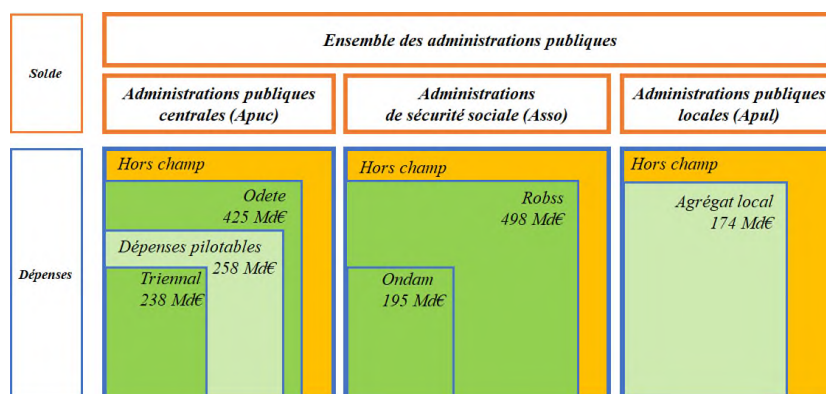 Solde
Ensemble des administrations publiques
Administrations publiques
centrales (Apuc)
Administrations
de sécurité sociale (Asso)
Administrations publiques
locales (Apul)
Dépenses
Hors champ
Odete
425 Md€
Dépenses pilotables
258 Md€
Triennal
238 Md€
Hors champ
Robss
498 Md€
Ondam
195 Md€
Hors champ
Agrégat local
174 Md€